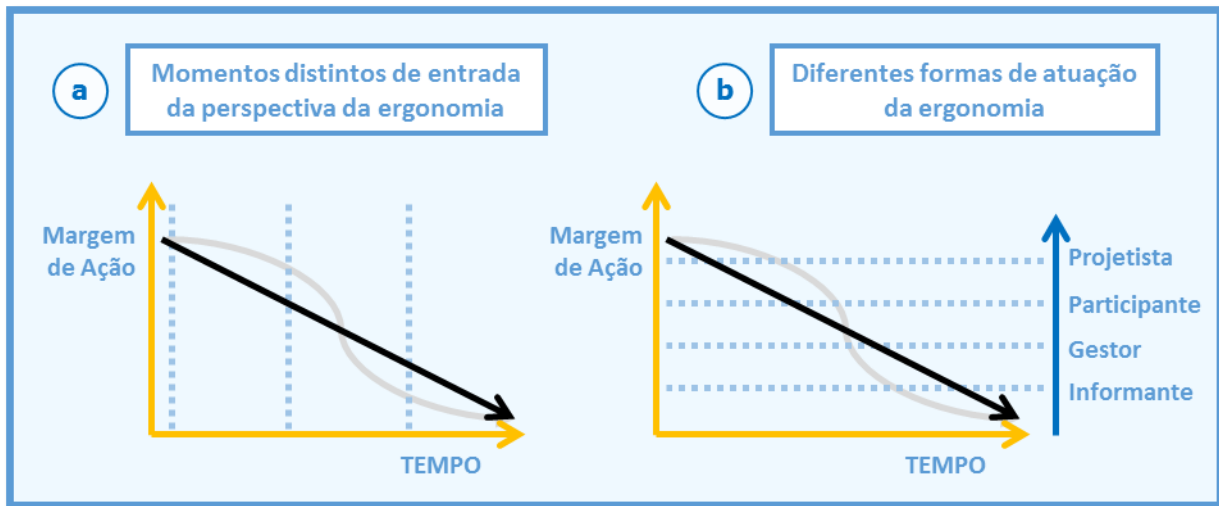 a
Momentos distintos de entrada
da perspectiva da ergonomia
Margem
de Ação
TEMPO
b
Diferentes formas de atuação
da ergonomia
Margem
de Ação
Projetista
Participante
Gestor
Informante
TEMPO